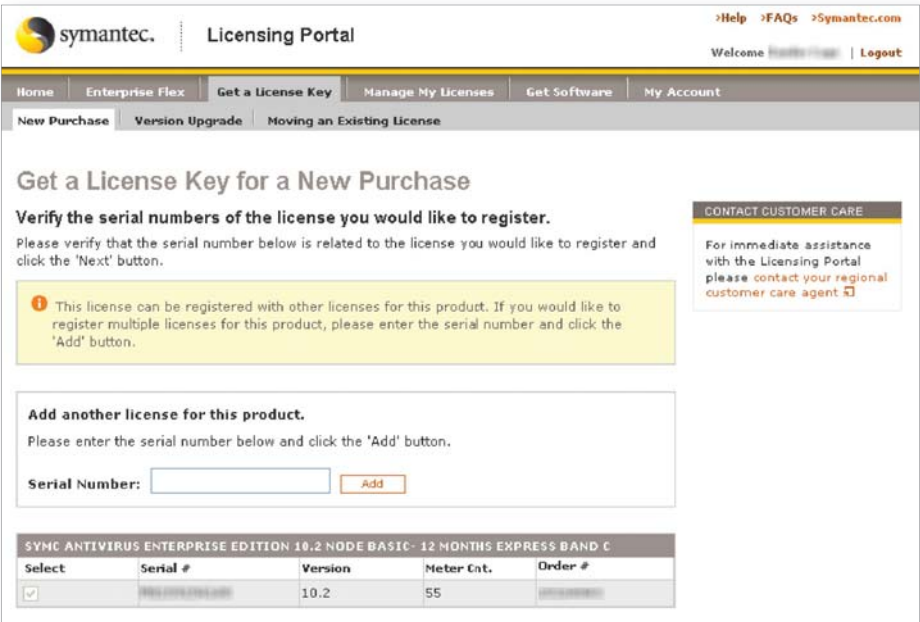 symantec.
Licensing Portal
>Help >FAQs >Symantec.com
Welcome | Logout
Home Enterprise Flex Get a License Key Manage My Licenses Get Software My Account
New Purchase Version Upgrade Moving an Existing License
Get a License Key for a New Purchase
Verify the serial numbers of the license you would like to register.
Please verify that the serial number below is related to the license you would like to register and
click the 'Next' button.
This license can be registered with other licenses for this product. If you would like to
register multiple licenses for this product, please enter the serial number and click the
'Add' button.
CONTACT CUSTOMER CARE
For immediate assistance
with the Licensing Portal
please contact your regional
customer care agent
Add another license for this product.
Please enter the serial number below and click the 'Add' button.
Serial Number:
Add
SYMC ANTIVIRUS ENTERPRISE EDITION 10.2 NODE BASIC- 12 MONTHS EXPRESS BAND C
Select Serial # Version Meter Cnt. Order #
10.2 55